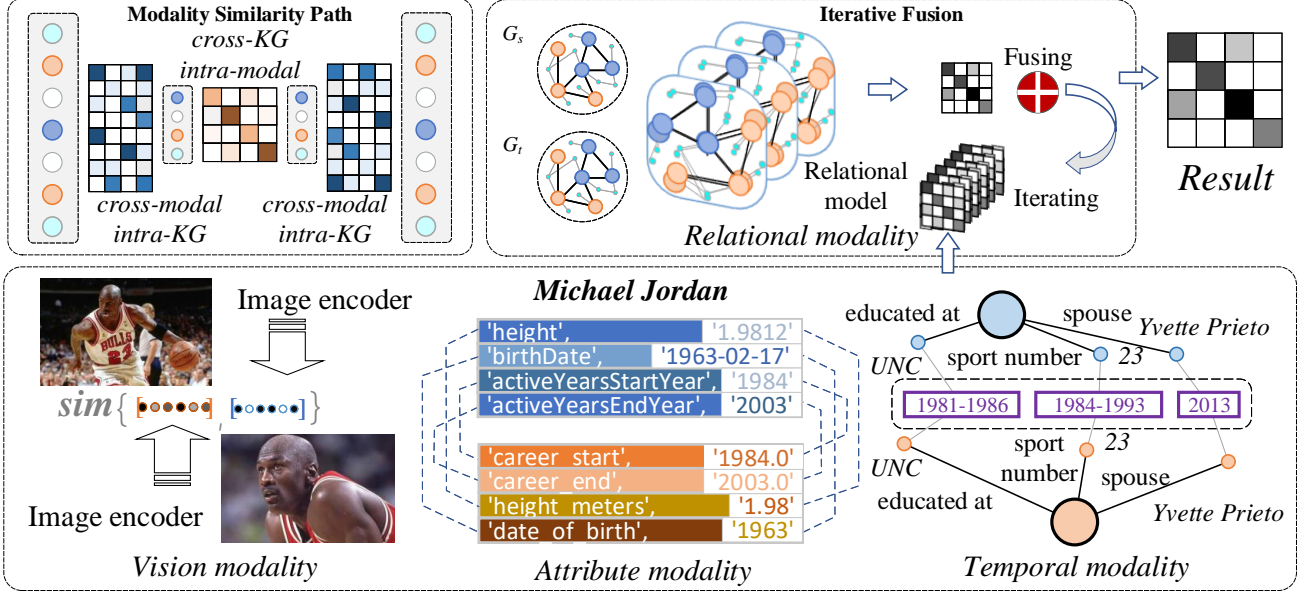 Modality Similarity Path
cross-KG
intra-modal
cross-modal
intra-KG
cross-modal
intra-KG
Iterative Fusion
Gs
Gt
Relational
model
Relational modality
Fusing
Iterating
Result
Image encoder
BULLS
23
sim{[ ], [ ]}
Image encoder
Vision modality
Michael Jordan
'height', '1.9812'
'birthDate', '1963-02-17'
'activeYearsStartYear', '1984'
'activeYearsEndYear', '2003'
'career_start', '1984.0'
'career_end', '2003.0'
'height_meters', '1.98'
'date_of_birth', '1963'
Attribute modality
educated at
spouse
Yvette Prieto
UNC
sport number
23
1981-1986
1984-1993
2013
UNC
sport
number
23
spouse
educated at
Yvette Prieto
Temporal modality